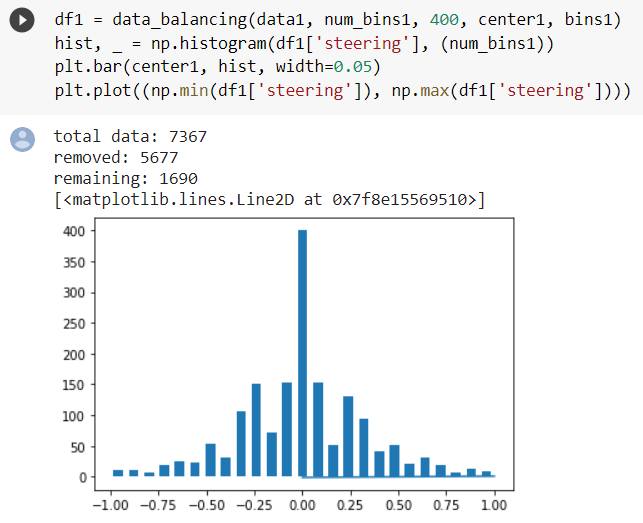 df1 = data_balancing(data1, num_bins1, 400, center1, bins1)
hist, _ = np.histogram(df1['steering'], (num_bins1))
plt.bar(center1, hist, width=0.05)
plt.plot((np.min(df1['steering']), np.max(df1['steering'])))
total data: 7367
removed: 5677
remaining: 1690
[<matplotlib.lines.Line2D at 0x7f8e15569510>]
400
350
300
250
200
150
100
50
0
−1.00 −0.75 −0.50 −0.25 0.00 0.25 0.50 0.75 1.00